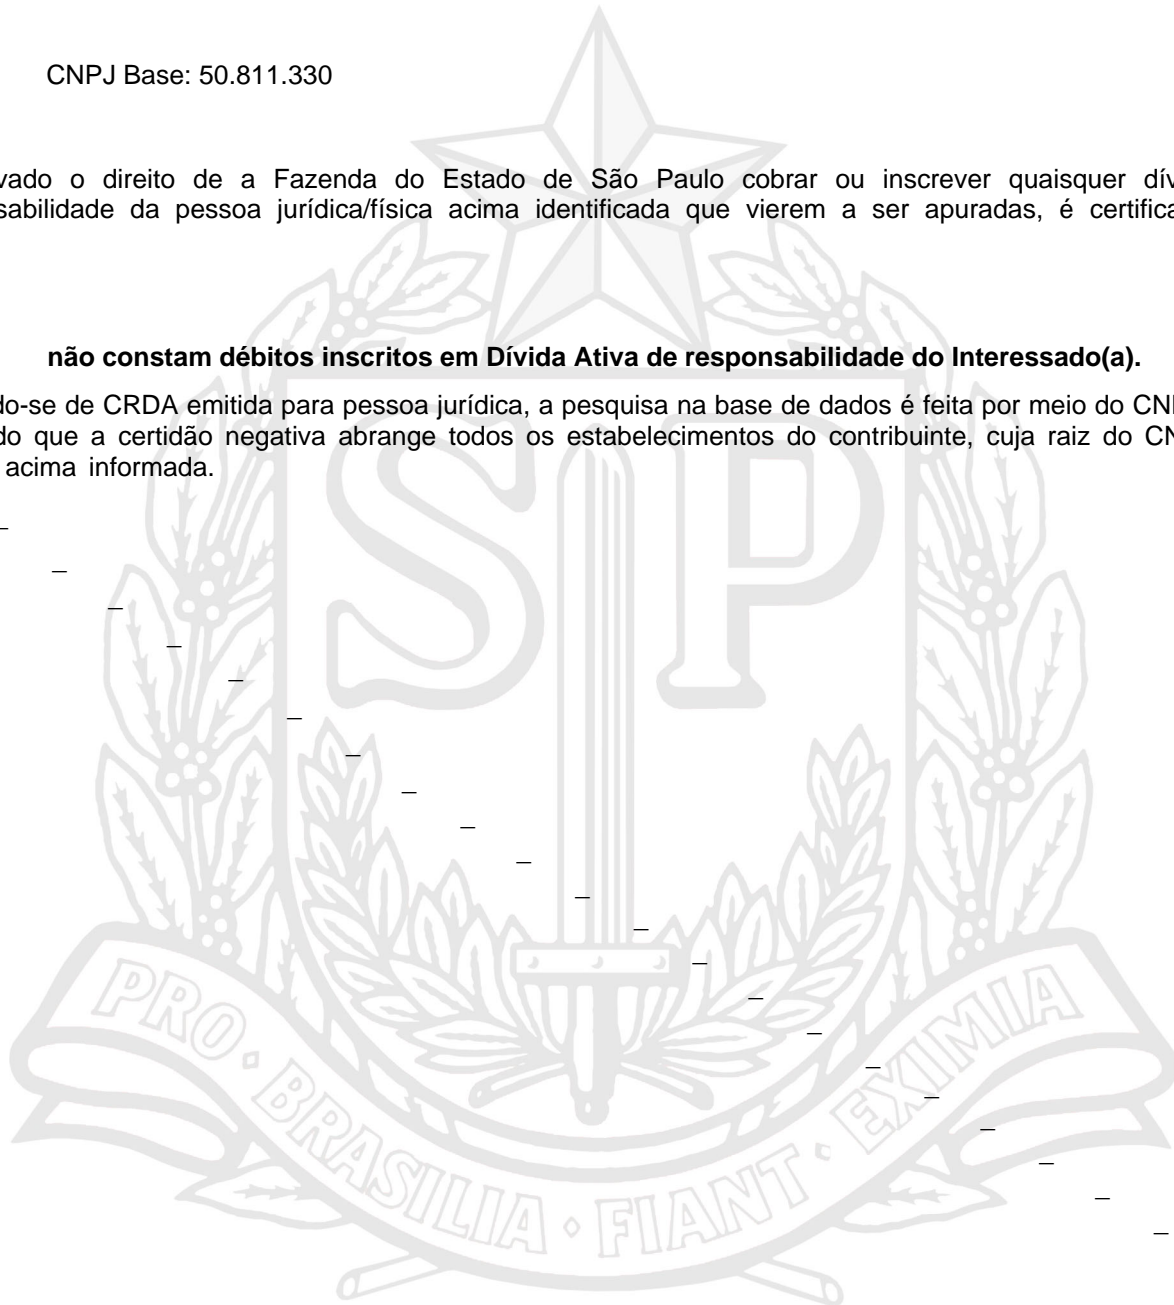 CNPJ Base: 50.811.330
vado o direito de a Fazenda do Estado de São Paulo cobrar ou inscrever quaisquer dív
sabilidade da pessoa jurídica/física acima identificada que vierem a ser apuradas, é certifica
não constam débitos inscritos em Dívida Ativa de responsabilidade do Interessado(a).
do-se de CRDA emitida para pessoa jurídica, a pesquisa na base de dados é feita por meio do CN
do que a certidão negativa abrange todos os estabelecimentos do contribuinte, cuja raiz do CN
acima informada.
SP
PRO • BRASILIA • FIANT • EXIMIA